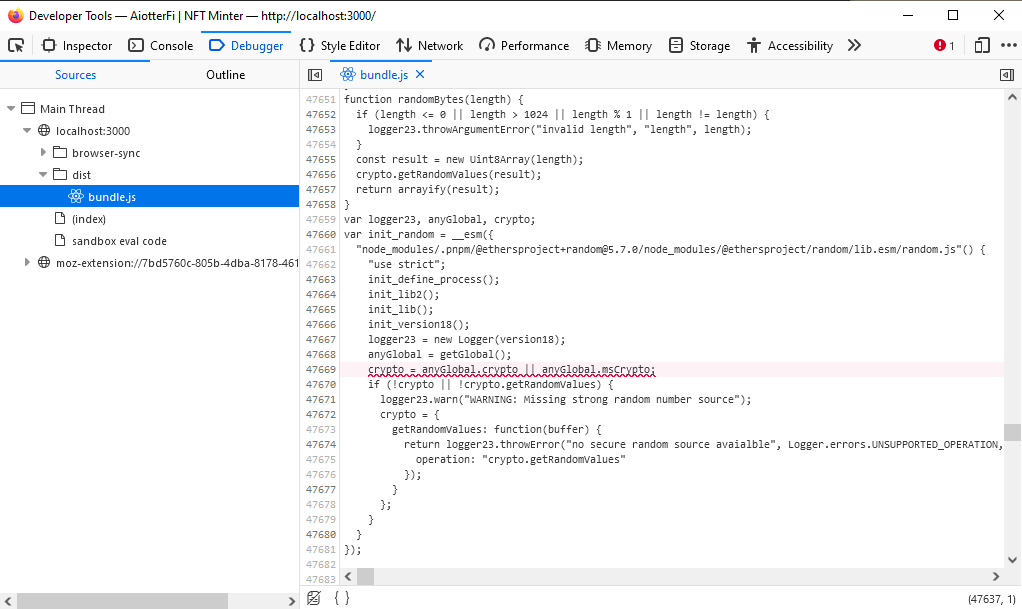 Developer Tools — AiotterFi | NFT Minter — http://localhost:3000/
Inspector Console Debugger Style Editor Network Performance Memory Storage Accessibility 1
Sources Outline bundle.js
Main Thread
localhost:3000
browser-sync
dist
bundle.js
(index)
sandbox eval code
moz-extension://7bd5760c-805b-4dba-8178-461
47651 function randomBytes(length) {
47652 if (length <= 0 || length > 1024 || length % 1 || length != length) {
47653 logger23.throwArgumentError("invalid length", "length", length);
47654 }
47655 const result = new Uint8Array(length);
47656 crypto.getRandomValues(result);
47657 return arrayify(result);
47658 }
47659 var logger23, anyGlobal, crypto;
47660 var init_random = __esm({
47661 "node_modules/.pnpm/@ethersproject+random@5.7.0/node_modules/@ethersproject/random/lib.esm/random.js"() {
47662 "use strict";
47663 init_define_process();
47664 init_lib2();
47665 init_lib();
47666 init_version18();
47667 logger23 = new Logger(version18);
47668 anyGlobal = getGlobal();
47669 crypto = anyGlobal.crypto || anyGlobal.msCrypto;
47670 if (!crypto || !crypto.getRandomValues) {
47671 logger23.warn("WARNING: Missing strong random number source");
47672 crypto = {
47673 getRandomValues: function(buffer) {
47674 return logger23.throwError("no secure random source avaialble", Logger.errors.UNSUPPORTED_OPERATION,
47675 operation: "crypto.getRandomValues"
47676 });
47677 }
47678 };
47679 }
47680 }
47681 });
47682
47683
{ } (47637, 1)